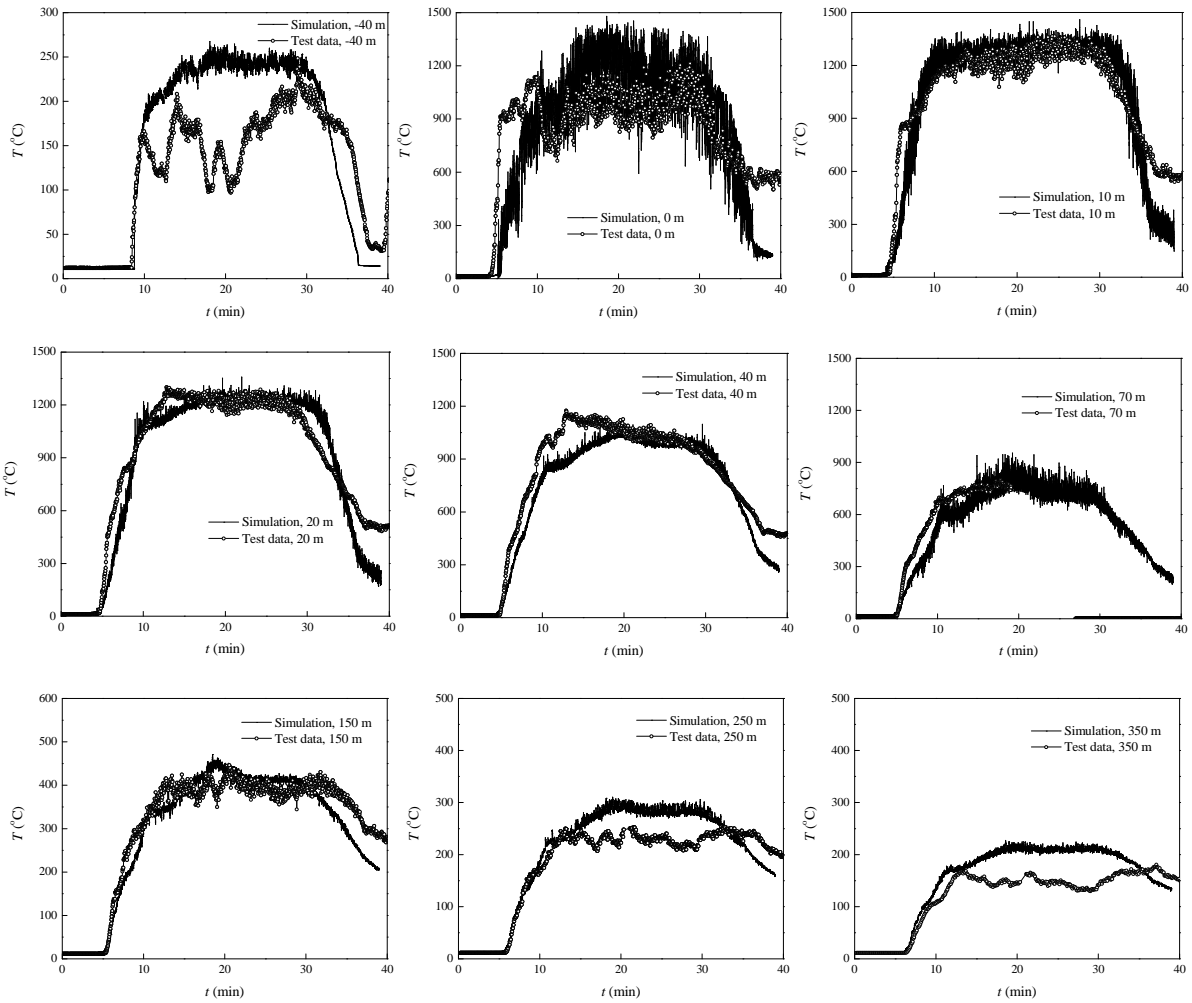 300
250
200
150
100
50
0
T (°C)
Simulation, -40 m
Test data, -40 m
0 10 20 30 40
t (min)
1500
1200
900
600
300
0
T (°C)
Simulation, 0 m
Test data, 0 m
0 10 20 30 40
t (min)
1500
1200
900
600
300
0
T (°C)
Simulation, 10 m
Test data, 10 m
0 10 20 30 40
t (min)
1500
1200
900
600
300
0
T (°C)
Simulation, 20 m
Test data, 20 m
0 10 20 30 40
t (min)
1500
1200
900
600
300
0
T (°C)
Simulation, 40 m
Test data, 40 m
0 10 20 30 40
t (min)
1500
1200
900
600
300
0
T (°C)
Simulation, 70 m
Test data, 70 m
0 10 20 30 40
t (min)
600
500
400
300
200
100
0
T (°C)
Simulation, 150 m
Test data, 150 m
0 10 20 30 40
t (min)
500
400
300
200
100
0
T (°C)
Simulation, 250 m
Test data, 250 m
0 10 20 30 40
t (min)
500
400
300
200
100
0
T (°C)
Simulation, 350 m
Test data, 350 m
0 10 20 30 40
t (min)